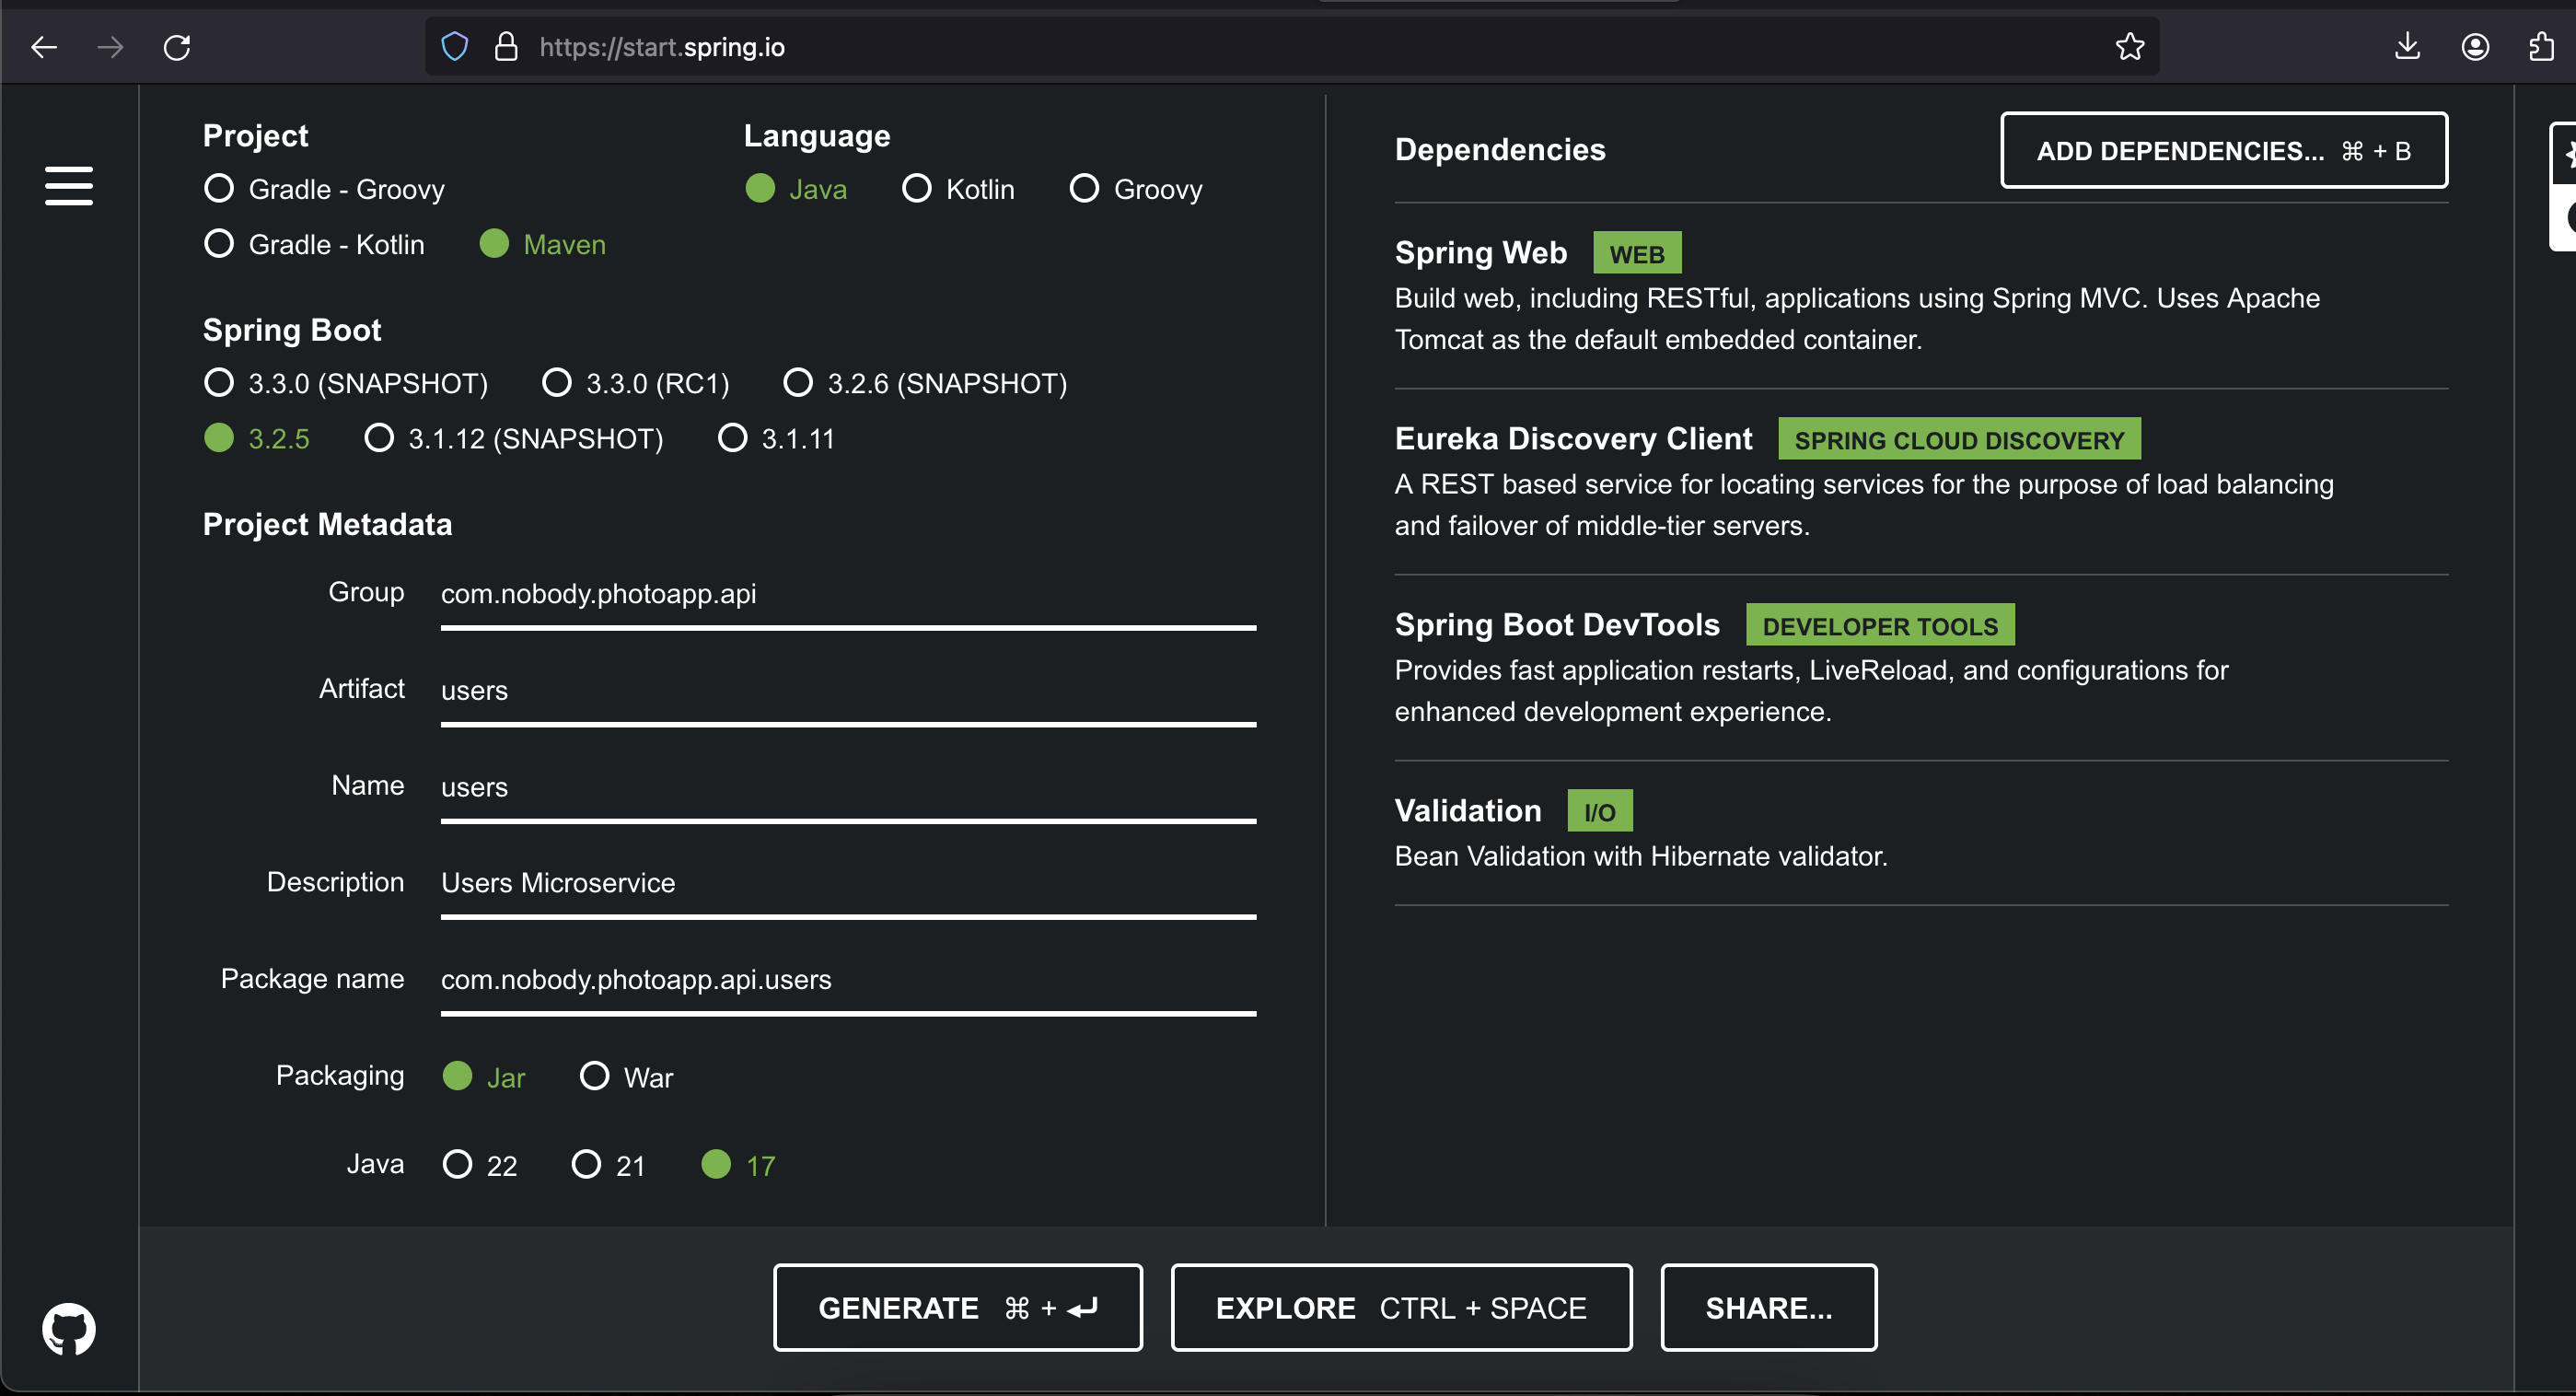 https://start.spring.io
Project
Gradle - Groovy
Gradle - Kotlin Maven
Language
Java Kotlin Groovy
Spring Boot
3.3.0 (SNAPSHOT) 3.3.0 (RC1) 3.2.6 (SNAPSHOT)
3.2.5 3.1.12 (SNAPSHOT) 3.1.11
Project Metadata
Group com.nobody.photoapp.api
Artifact users
Name users
Description Users Microservice
Package name com.nobody.photoapp.api.users
Packaging Jar War
Java 22 21 17
Dependencies ADD DEPENDENCIES... ⌘ + B
Spring Web WEB
Build web, including RESTful, applications using Spring MVC. Uses Apache
Tomcat as the default embedded container.
Eureka Discovery Client SPRING CLOUD DISCOVERY
A REST based service for locating services for the purpose of load balancing
and failover of middle-tier servers.
Spring Boot DevTools DEVELOPER TOOLS
Provides fast application restarts, LiveReload, and configurations for
enhanced development experience.
Validation I/O
Bean Validation with Hibernate validator.
GENERATE ⌘ + ⏎ EXPLORE CTRL + SPACE SHARE...